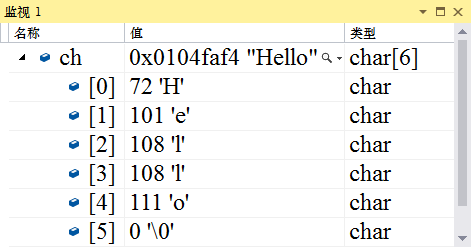 监视 1
名称 值 类型
ch 0x0104faf4 "Hello" char[6]
[0] 72 'H' char
[1] 101 'e' char
[2] 108 'l' char
[3] 108 'l' char
[4] 111 'o' char
[5] 0 '\0' char